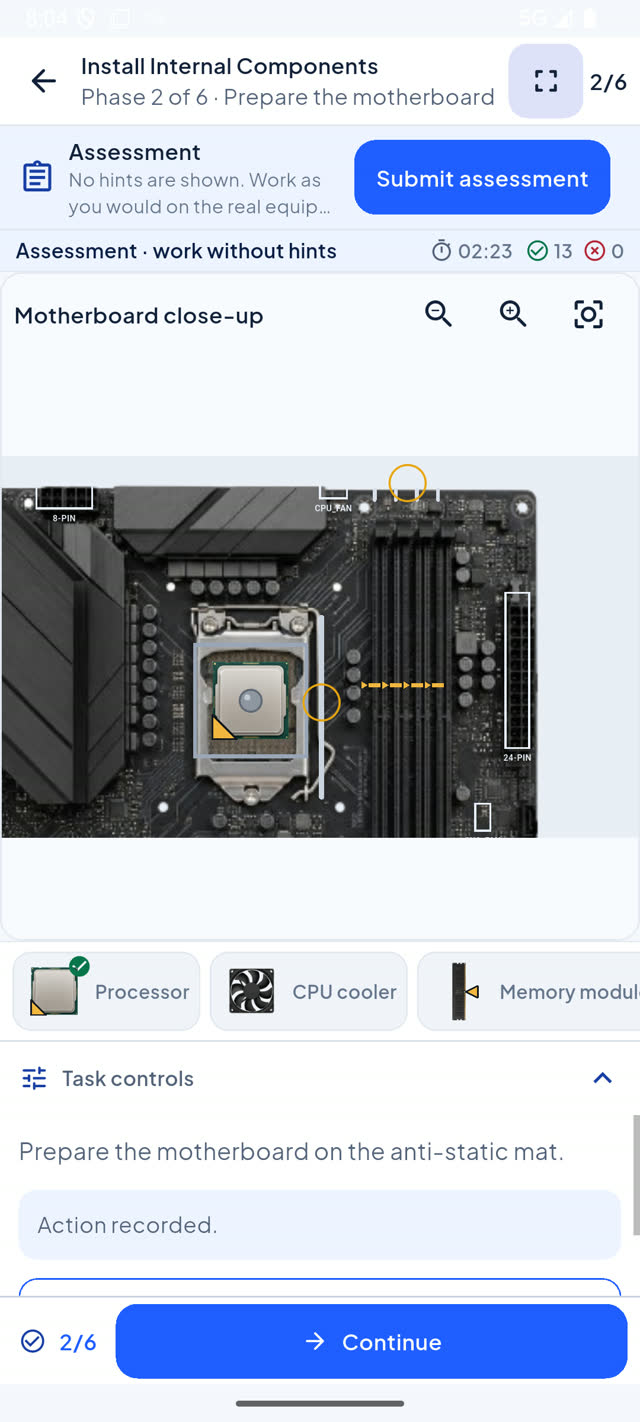 8:04
5G
Install Internal Components
Phase 2 of 6 · Prepare the motherboard
2/6
Assessment
No hints are shown. Work as
you would on the real equip...
Submit assessment
Assessment · work without hints
02:23
13
0
Motherboard close-up
8-PIN
CPU_FAN
24-PIN
Processor
CPU cooler
Memory modul
Task controls
Prepare the motherboard on the anti-static mat.
Action recorded.
2/6
Continue